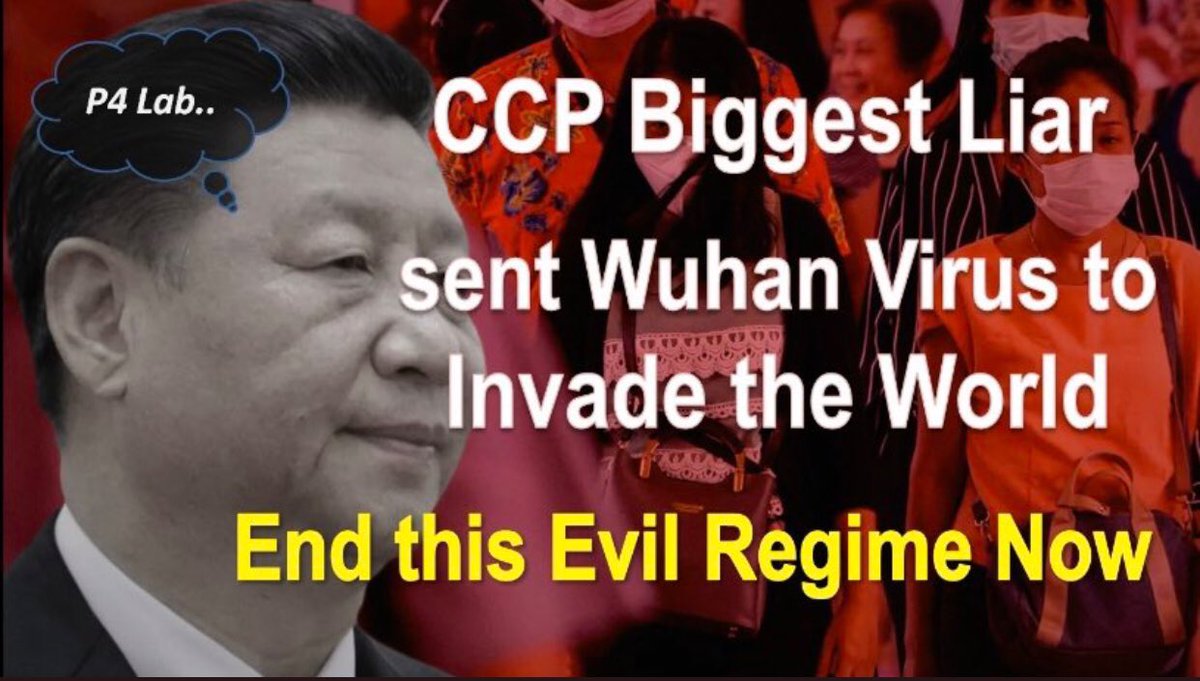 P4 Lab..
CCP Biggest Liar
sent Wuhan Virus to
Invade the World
End this Evil Regime Now